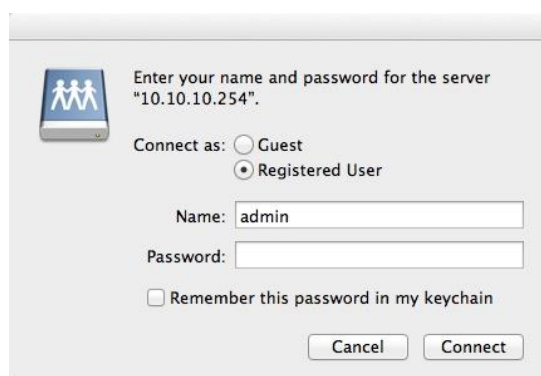 Enter your name and password for the server
“10.10.10.254”.
Connect as: Guest
Registered User
Name: admin
Password:
Remember this password in my keychain
Cancel Connect